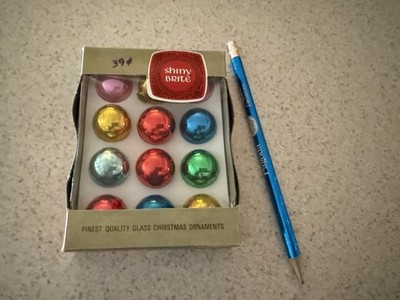 39¢
SHINY
BRITE
FINEST QUALITY GLASS CHRISTMAS ORNAMENTS